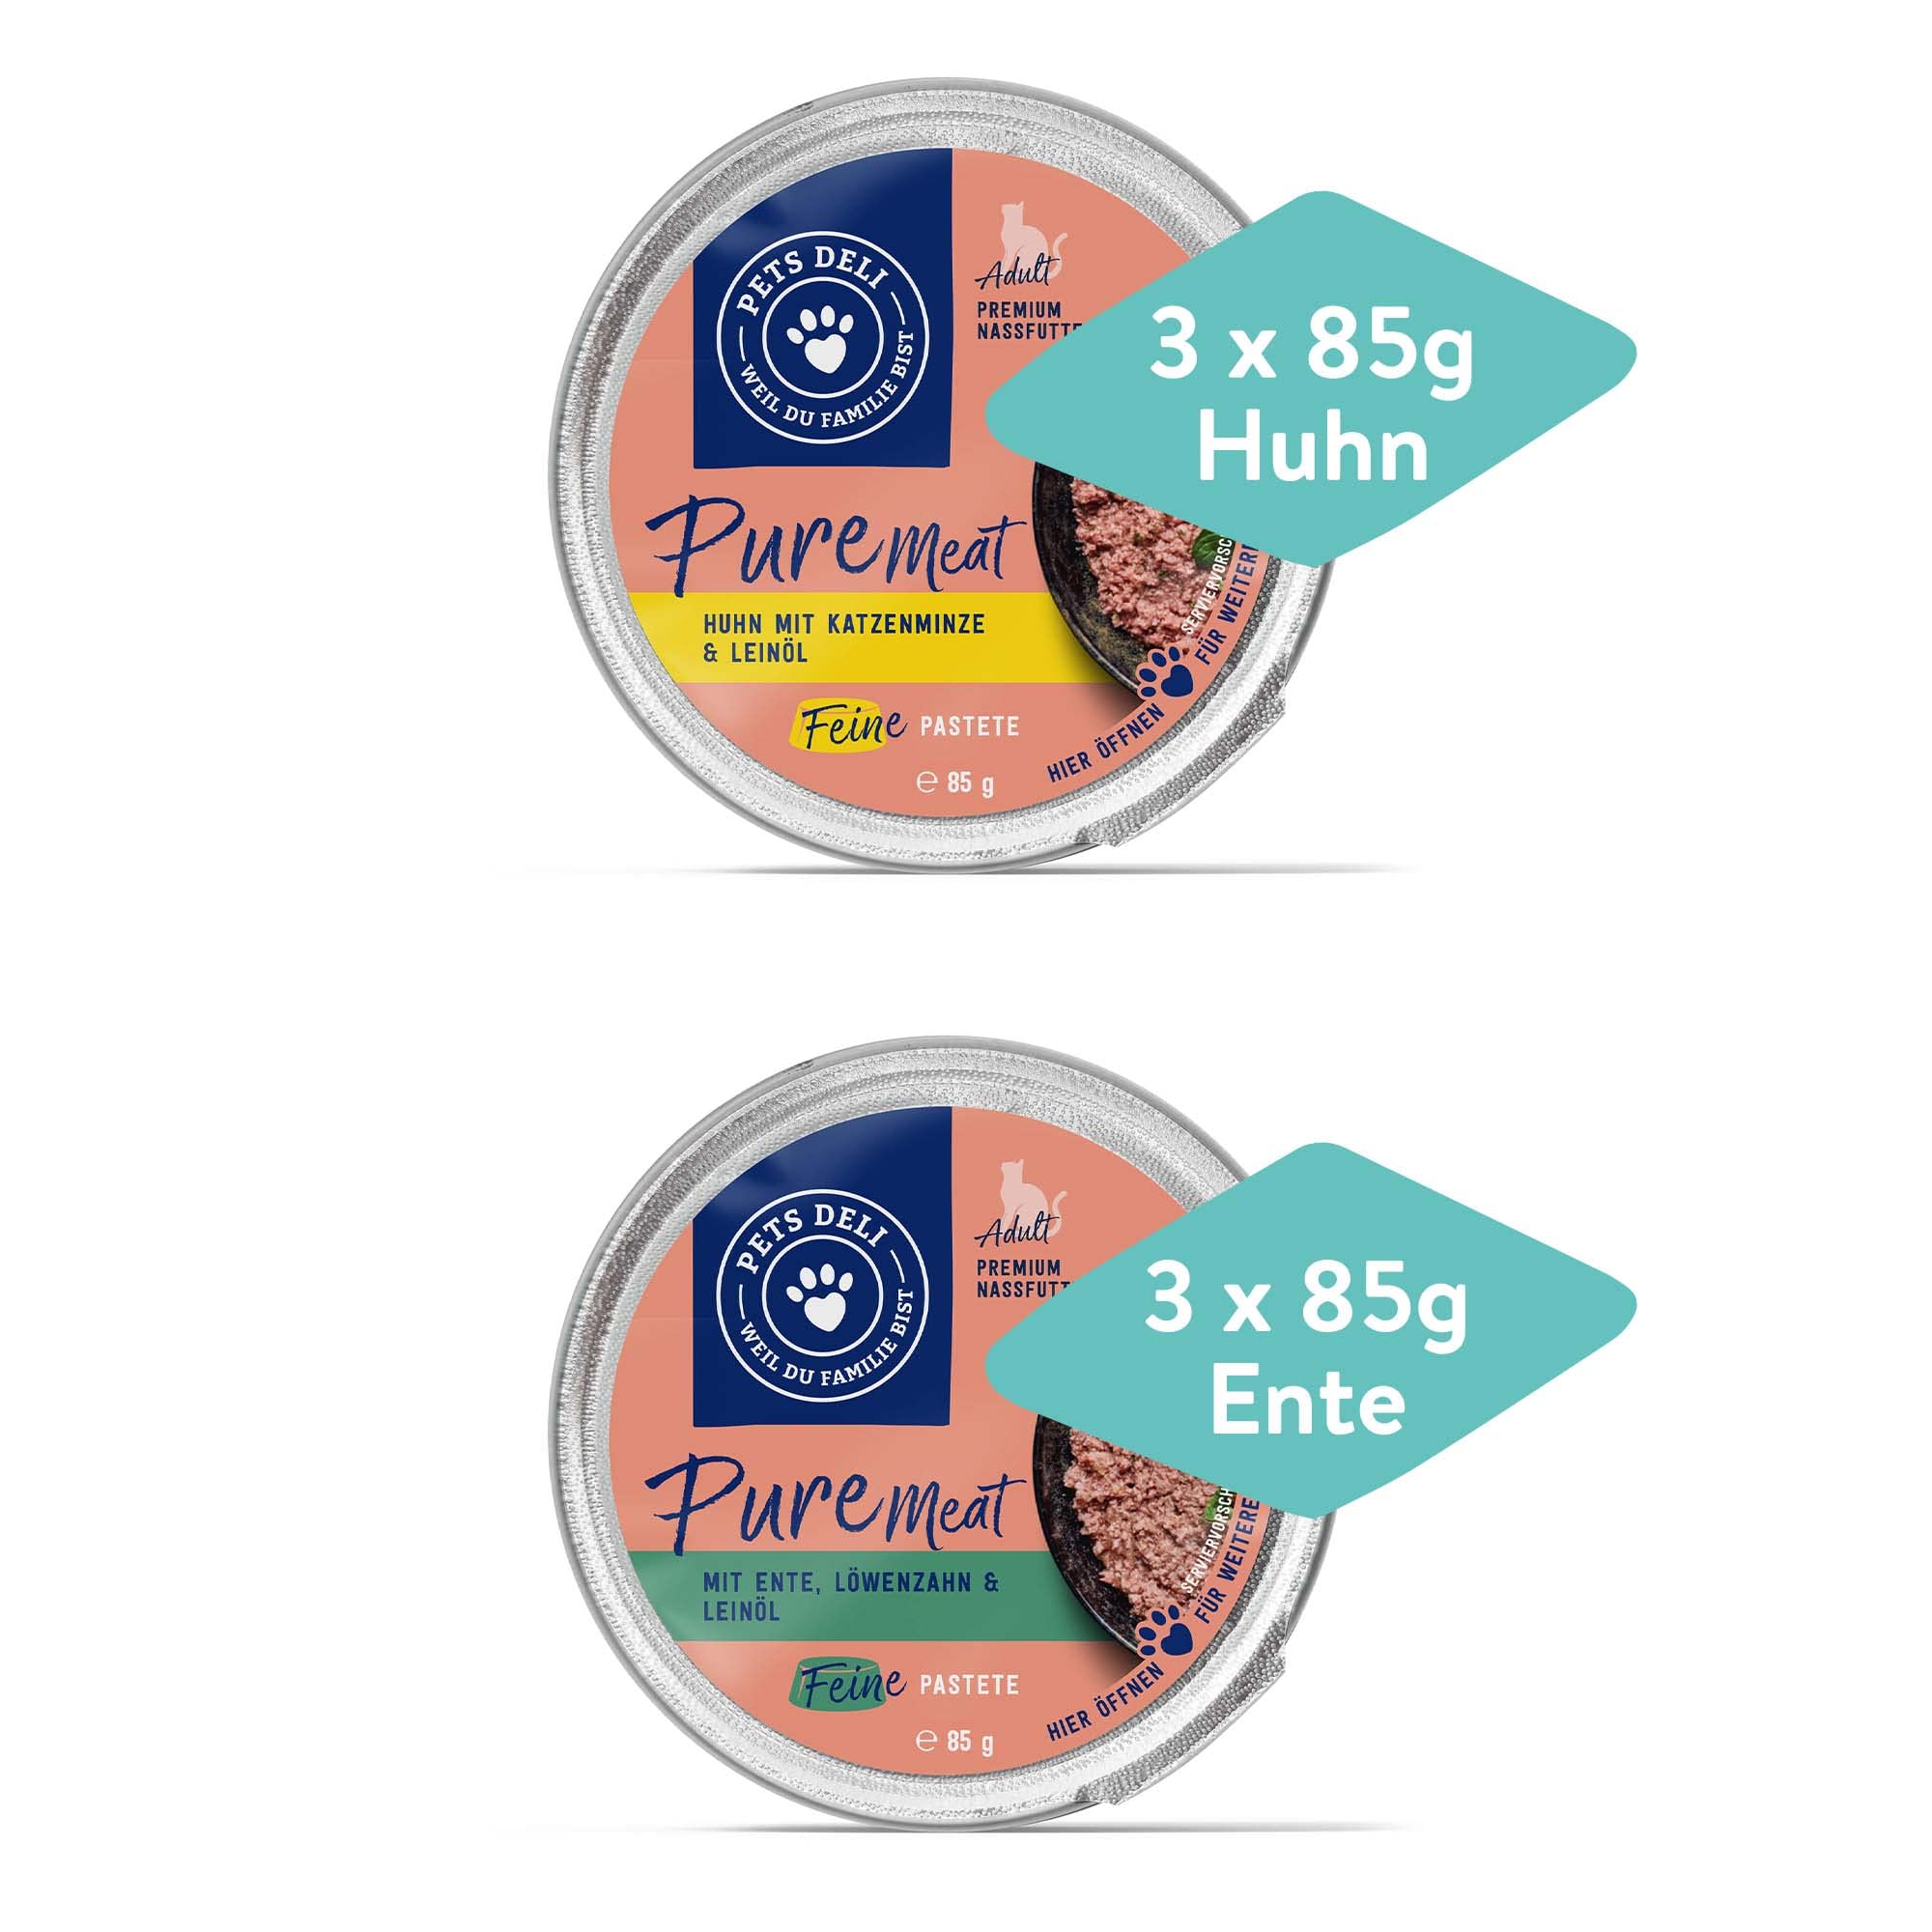 PETS DELI
WEIL DU FAMILIE BIST
Adult
PREMIUM
3 x 85g
Huhn
Pure meat
HUHN MIT KATZENMINZE
& LEINÖL
Feine PASTETE
℮ 85 g
HIER ÖFFNEN
FÜR
PETS DELI
WEIL DU FAMILIE BIST
Adult
PREMIUM
3 x 85g
Ente
Pure meat
MIT ENTE, LÖWENZAHN &
LEINÖL
Feine PASTETE
℮ 85 g
HIER ÖFFNEN
FÜR